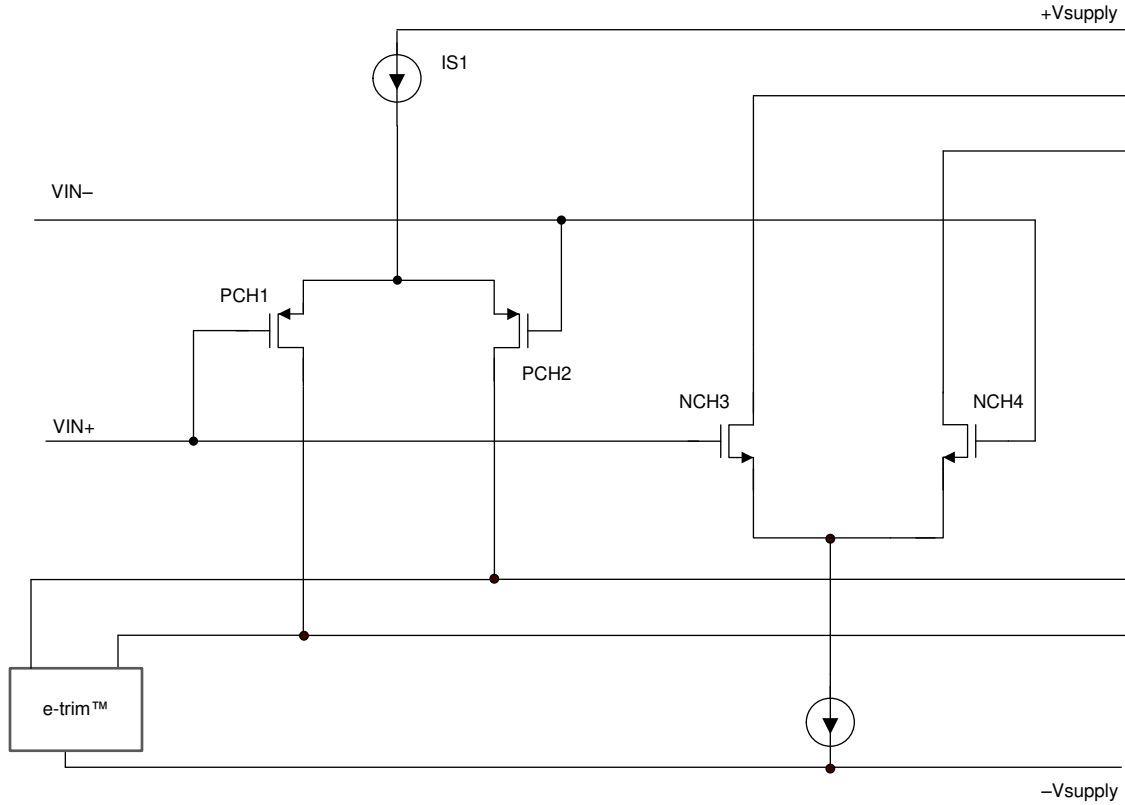 +Vsupply
IS1
VIN–
PCH1
PCH2
NCH3
NCH4
VIN+
e-trim™
–Vsupply